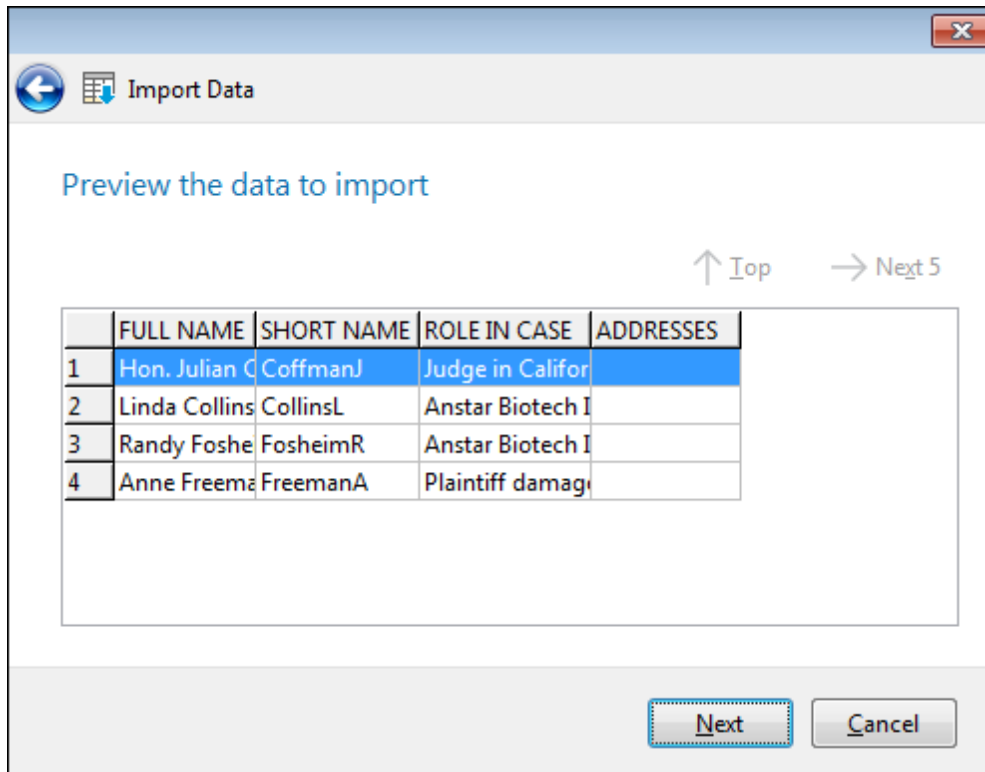 Import Data
Preview the data to import
Top Next 5
FULL NAME SHORT NAME ROLE IN CASE ADDRESSES
1 Hon. Julian C CoffmanJ Judge in Califor
2 Linda Collins CollinsL Anstar Biotech I
3 Randy Foshe FosheimR Anstar Biotech I
4 Anne Freema FreemanA Plaintiff damage
Next Cancel